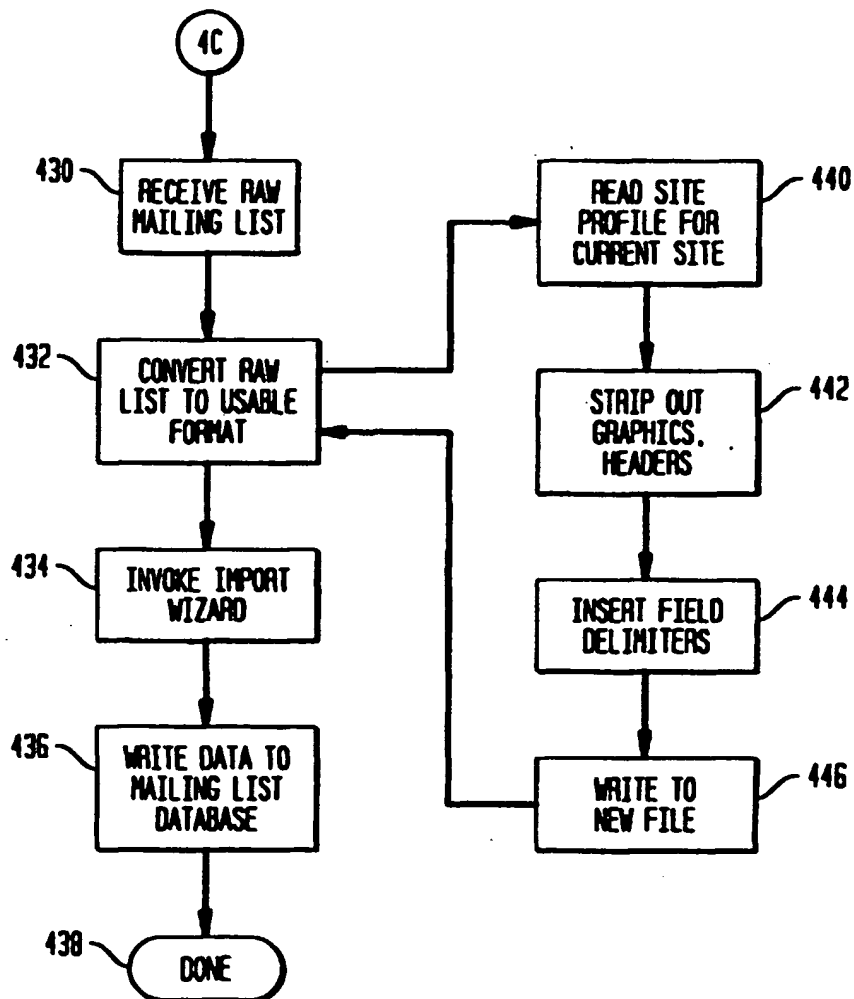 4C
430
RECEIVE RAW
MAILING LIST
432
CONVERT RAW
LIST TO USABLE
FORMAT
434
INVOKE IMPORT
WIZARD
436
WRITE DATA TO
MAILING LIST
DATABASE
438
DONE
440
READ SITE
PROFILE FOR
CURRENT SITE
442
STRIP OUT
GRAPHICS.
HEADERS
444
INSERT FIELD
DELIMITERS
446
WRITE TO
NEW FILE